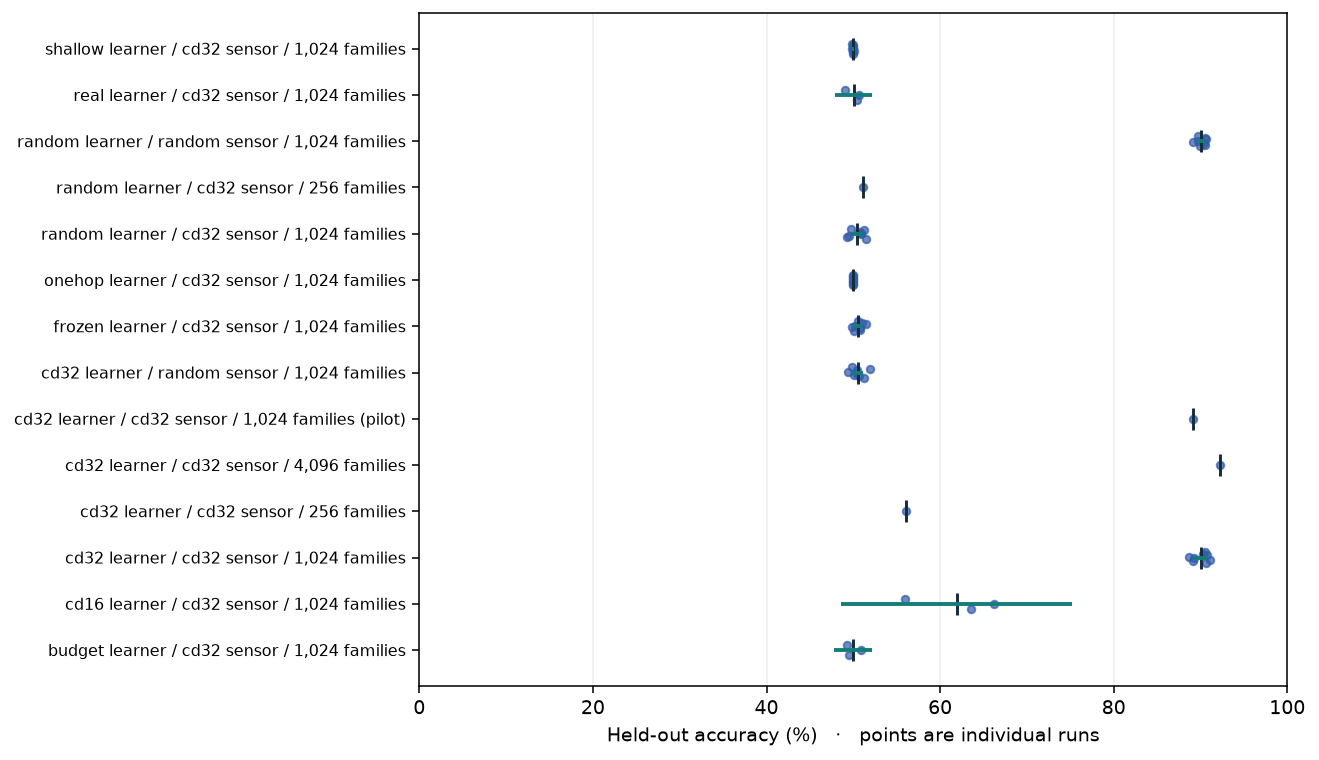 shallow learner / cd32 sensor / 1,024 families
real learner / cd32 sensor / 1,024 families
random learner / random sensor / 1,024 families
random learner / cd32 sensor / 256 families
random learner / cd32 sensor / 1,024 families
onehop learner / cd32 sensor / 1,024 families
frozen learner / cd32 sensor / 1,024 families
cd32 learner / random sensor / 1,024 families
cd32 learner / cd32 sensor / 1,024 families (pilot)
cd32 learner / cd32 sensor / 4,096 families
cd32 learner / cd32 sensor / 256 families
cd32 learner / cd32 sensor / 1,024 families
cd16 learner / cd32 sensor / 1,024 families
budget learner / cd32 sensor / 1,024 families
0 20 40 60 80 100
Held-out accuracy (%) · points are individual runs